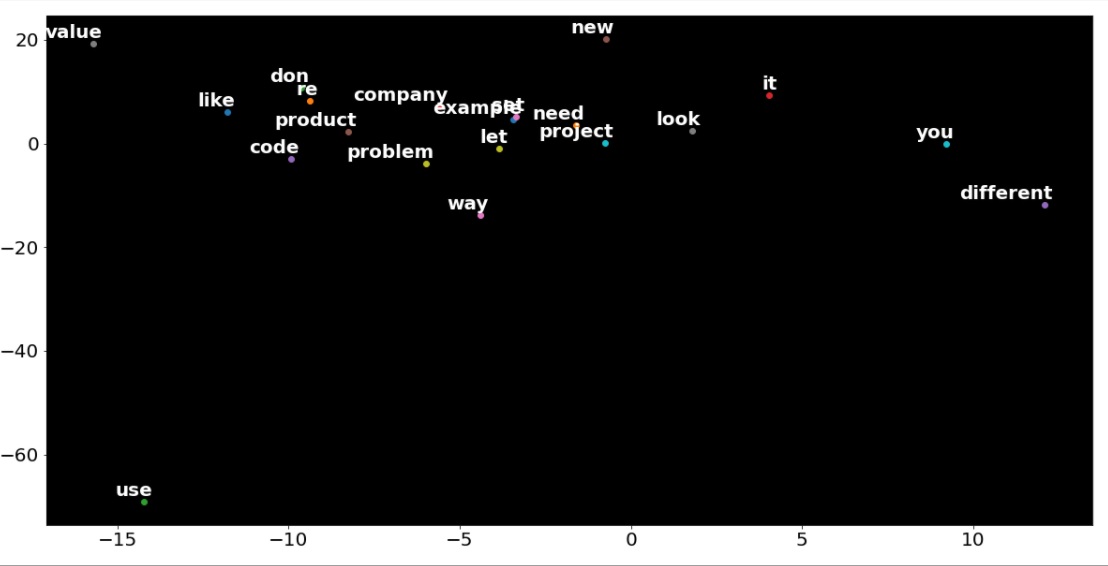 value
new
20
don
re
it
like
company
example
set
need
product
look
project
you
0
let
code
problem
different
way
−20
−40
−60
use
−15
−10
−5
0
5
10